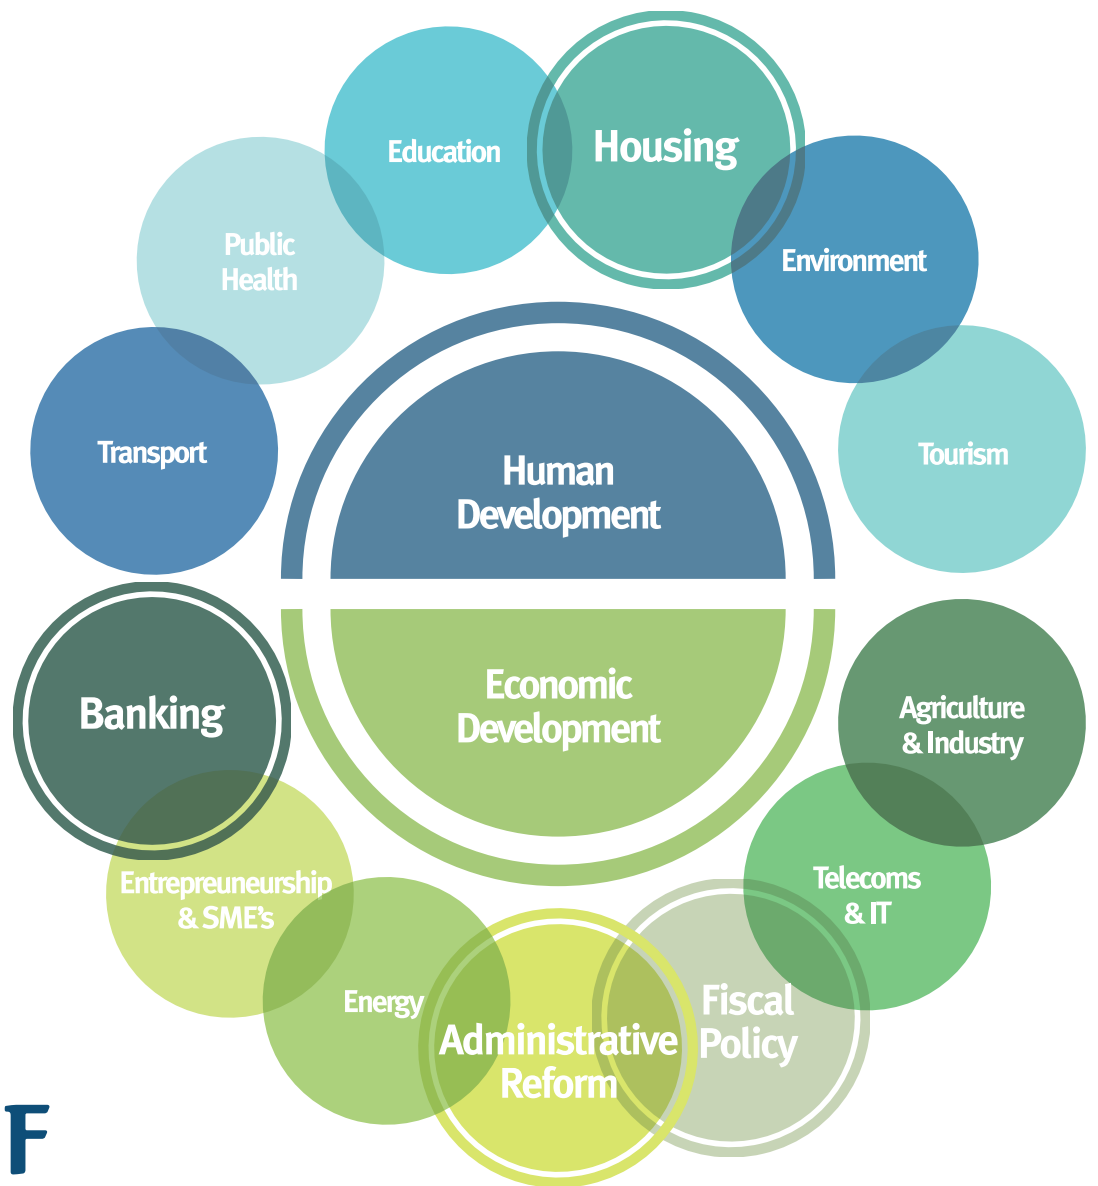 Education
Housing
Public
Health
Environment
Transport
Tourism
Human
Development
Economic
Development
Banking
Agriculture
& Industry
Entrepreuneurship
& SME's
Telecoms
& IT
Energy
Administrative
Reform
Fiscal
Policy
F